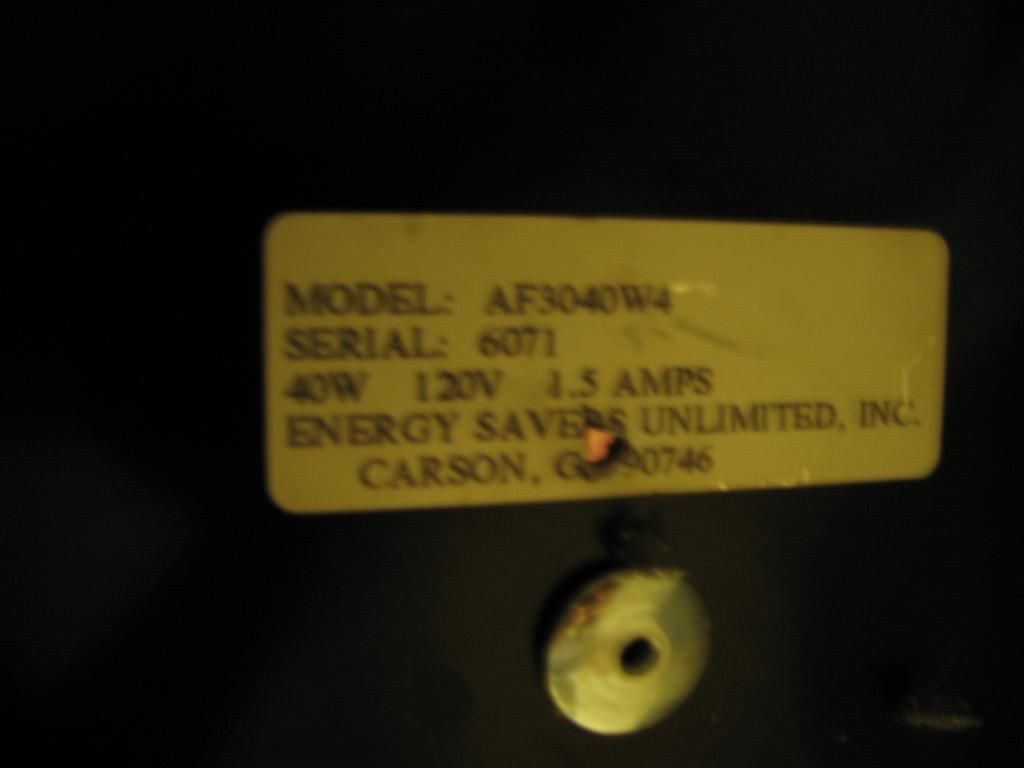 MODEL: AF3040W4
SERIAL: 6071
40W 120V 1.5 AMPS
ENERGY SAVERS UNLIMITED, INC.
CARSON, 90746